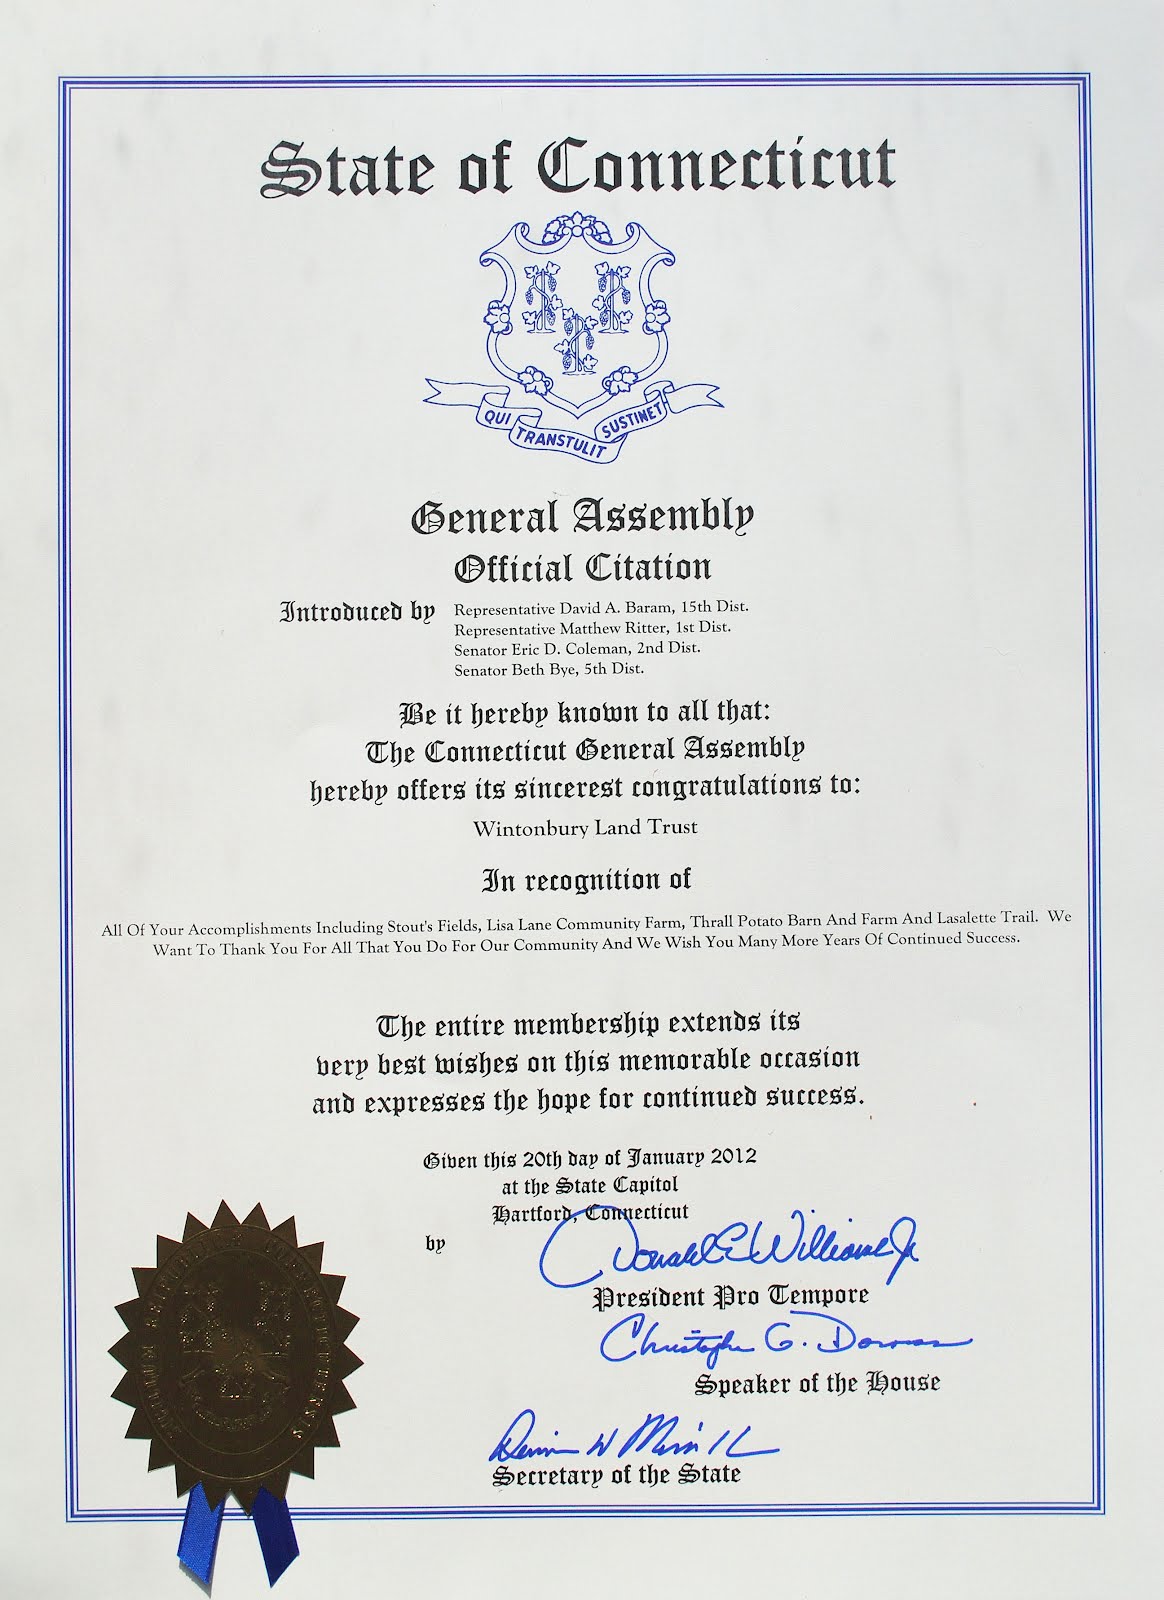 State of Connecticut
QUI TRANSTULIT SUSTINET
General Assembly
Official Citation
Introduced by Representative David A. Baram, 15th Dist.
Representative Matthew Ritter, 1st Dist.
Senator Eric D. Coleman, 2nd Dist.
Senator Beth Bye, 5th Dist.
Be it hereby known to all that:
The Connecticut General Assembly
hereby offers its sincerest congratulations to:
Wintonbury Land Trust
In recognition of
All Of Your Accomplishments Including Stout's Fields, Lisa Lane Community Farm, Thrall Potato Barn And Farm And Lasalette Trail. We
Want To Thank You For All That You Do For Our Community And We Wish You Many More Years Of Continued Success.
The entire membership extends its
very best wishes on this memorable occasion
and expresses the hope for continued success.
Given this 20th day of January 2012
at the State Capitol
Hartford, Connecticut
by Donald E Williams Jr
President Pro Tempore
Christopher G. Donovan
Speaker of the House
Secretary of the State